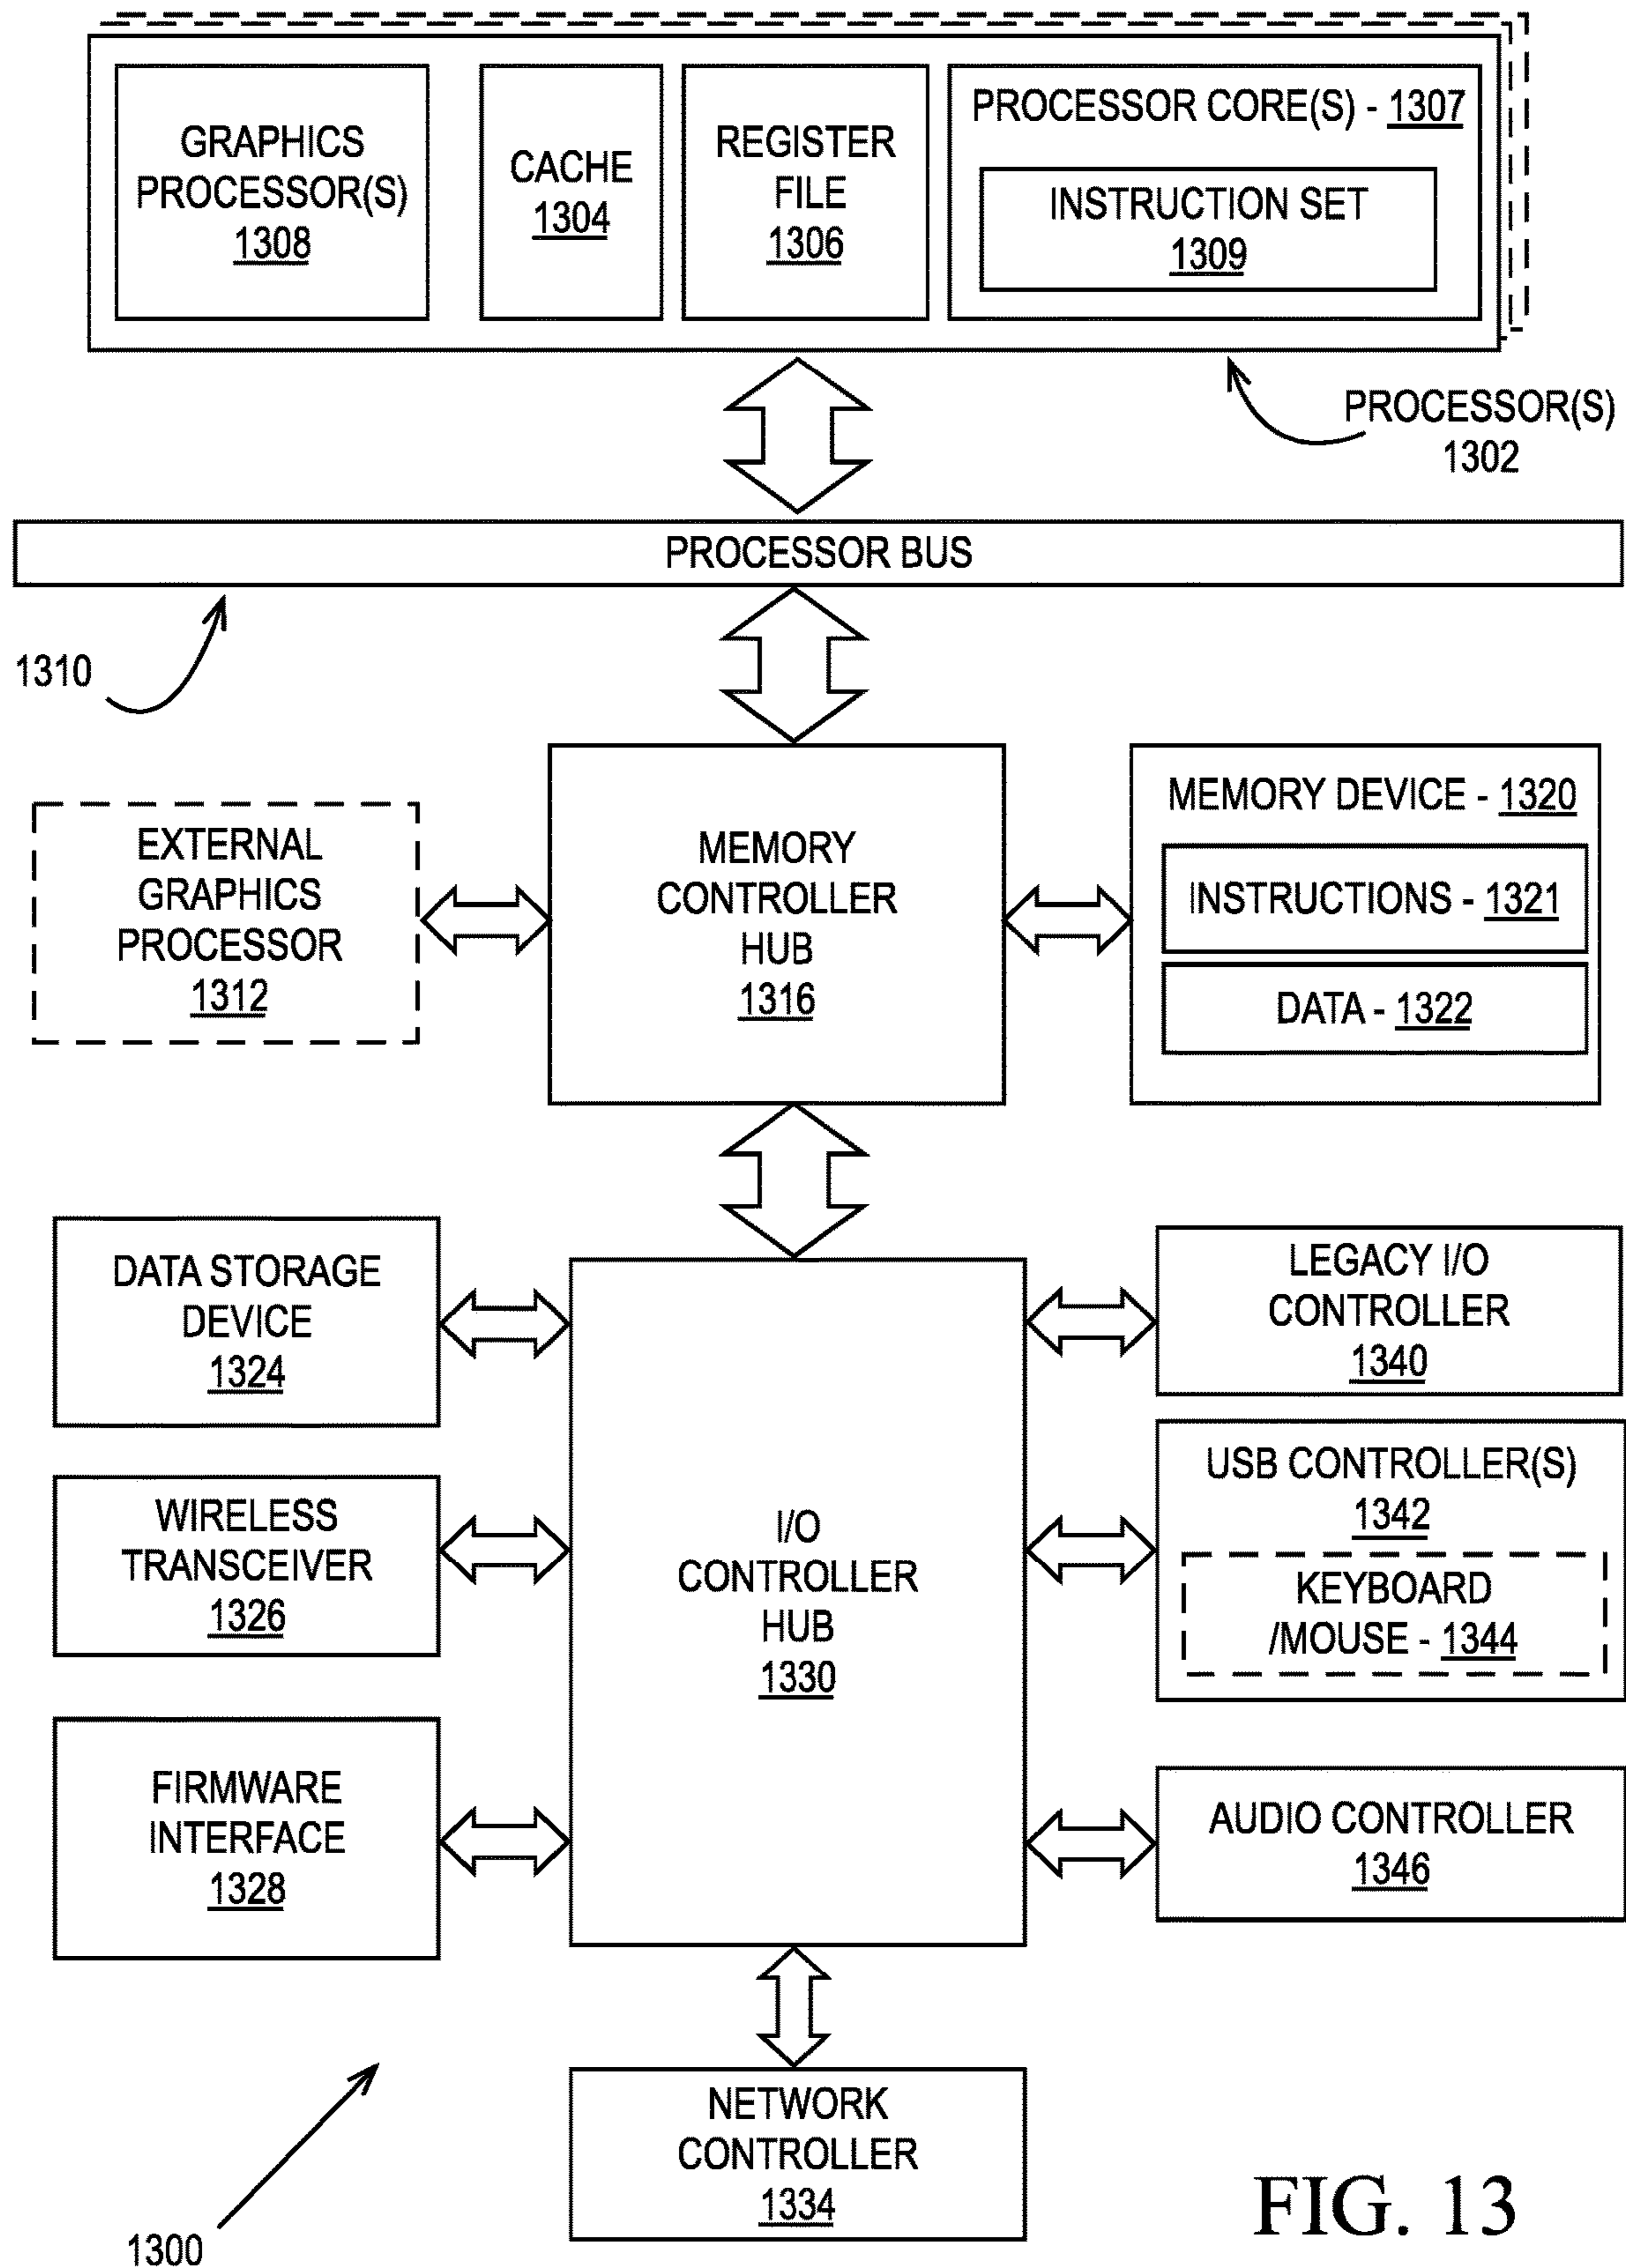 GRAPHICS
PROCESSOR(S)
1308
CACHE
1304
REGISTER
FILE
1306
PROCESSOR CORE(S) - 1307
INSTRUCTION SET
1309
PROCESSOR(S)
1302
PROCESSOR BUS
1310
EXTERNAL
GRAPHICS
PROCESSOR
1312
MEMORY
CONTROLLER
HUB
1316
MEMORY DEVICE - 1320
INSTRUCTIONS - 1321
DATA - 1322
DATA STORAGE
DEVICE
1324
WIRELESS
TRANSCEIVER
1326
FIRMWARE
INTERFACE
1328
I/O
CONTROLLER
HUB
1330
LEGACY I/O
CONTROLLER
1340
USB CONTROLLER(S)
1342
KEYBOARD
/MOUSE - 1344
AUDIO CONTROLLER
1346
NETWORK
CONTROLLER
1334
1300
FIG. 13